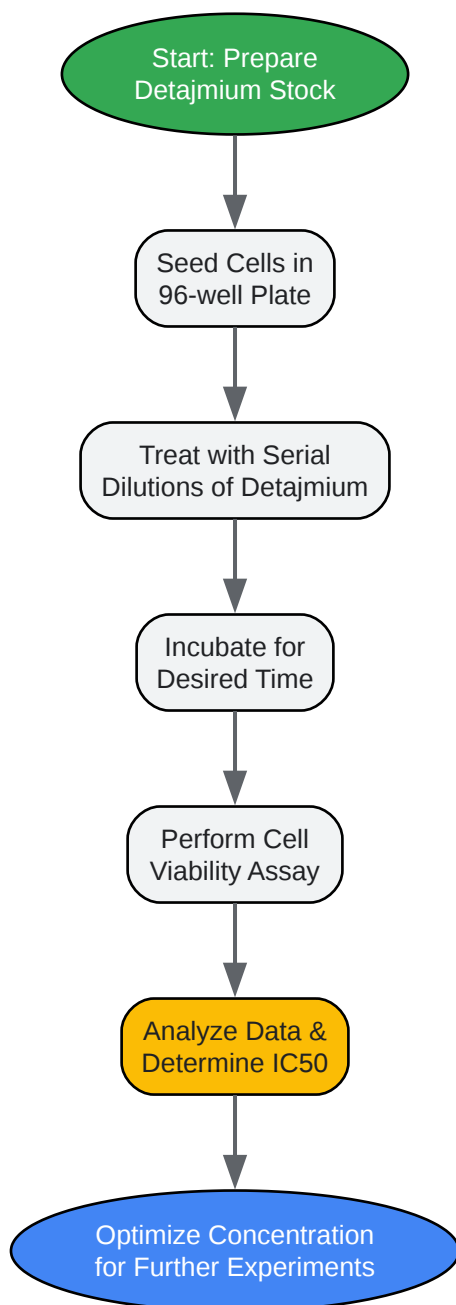 Start: Prepare
Detajmium Stock
Seed Cells in
96-well Plate
Treat with Serial
Dilutions of Detajmium
Incubate for
Desired Time
Perform Cell
Viability Assay
Analyze Data &
Determine IC50
Optimize Concentration
for Further Experiments